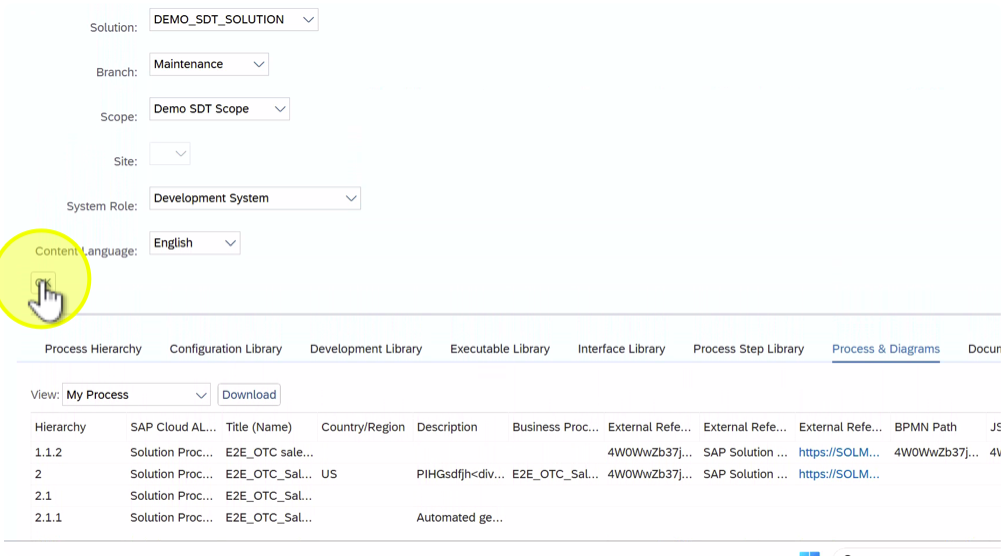 Solution: DEMO_SDT_SOLUTION
Branch: Maintenance
Scope: Demo SDT Scope
Site:
System Role: Development System
Content Language: English
OK
Process Hierarchy Configuration Library Development Library Executable Library Interface Library Process Step Library Process & Diagrams Docum
View: My Process Download
Hierarchy SAP Cloud AL... Title (Name) Country/Region Description Business Proc... External Refe... External Refe... External Refe... BPMN Path JS
1.1.2 Solution Proc... E2E_OTC sale... 4W0WwZb37j... SAP Solution ... https://SOLM... 4W0WwZb37j... 4W
2 Solution Proc... E2E_OTC_Sal... US PIHGsdfjh<div... E2E_OTC_Sal... 4W0WwZb37j... SAP Solution ... https://SOLM...
2.1 Solution Proc... E2E_OTC_Sal...
2.1.1 Solution Proc... E2E_OTC_Sal... Automated ge...